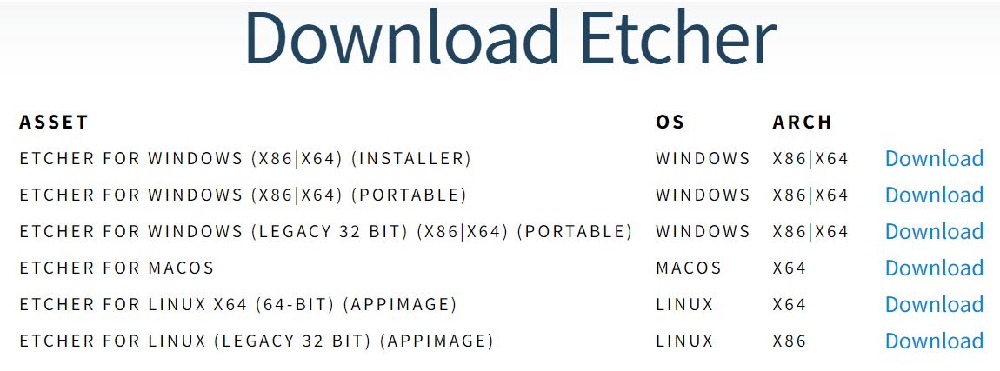 Download Etcher
ASSET OS ARCH
ETCHER FOR WINDOWS (X86|X64) (INSTALLER) WINDOWS X86|X64 Download
ETCHER FOR WINDOWS (X86|X64) (PORTABLE) WINDOWS X86|X64 Download
ETCHER FOR WINDOWS (LEGACY 32 BIT) (X86|X64) (PORTABLE) WINDOWS X86|X64 Download
ETCHER FOR MACOS MACOS X64 Download
ETCHER FOR LINUX X64 (64-BIT) (APPIMAGE) LINUX X64 Download
ETCHER FOR LINUX (LEGACY 32 BIT) (APPIMAGE) LINUX X86 Download